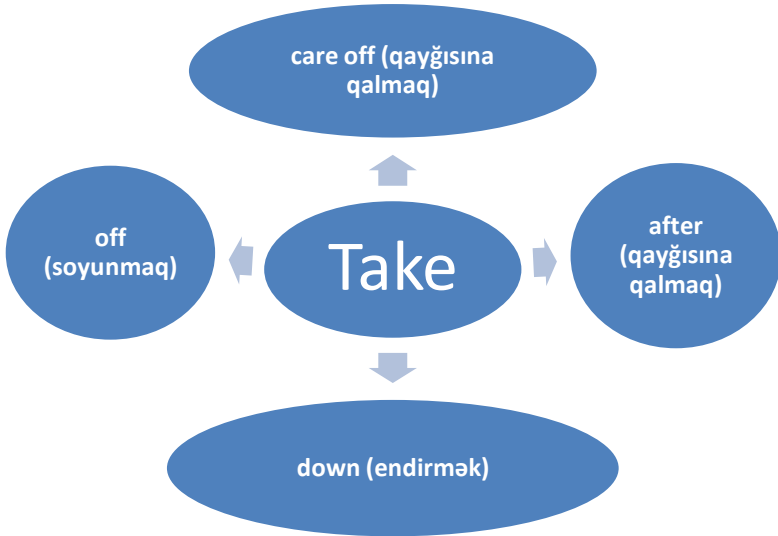 care off (qayğısına
qalmaq)
off
(soyunmaq)
Take
after
(qayğısına
qalmaq)
down (endirmək)